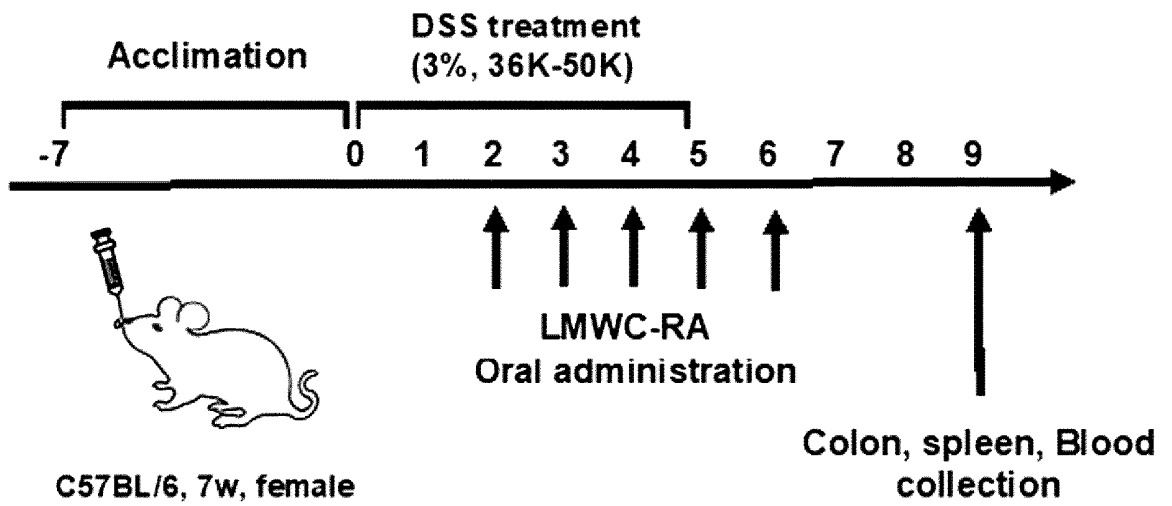 Acclimation
DSS treatment
(3%, 36K-50K)
-7 0 1 2 3 4 5 6 7 8 9
LMWC-RA
Oral administration
Colon, spleen, Blood
collection
C57BL/6, 7w, female